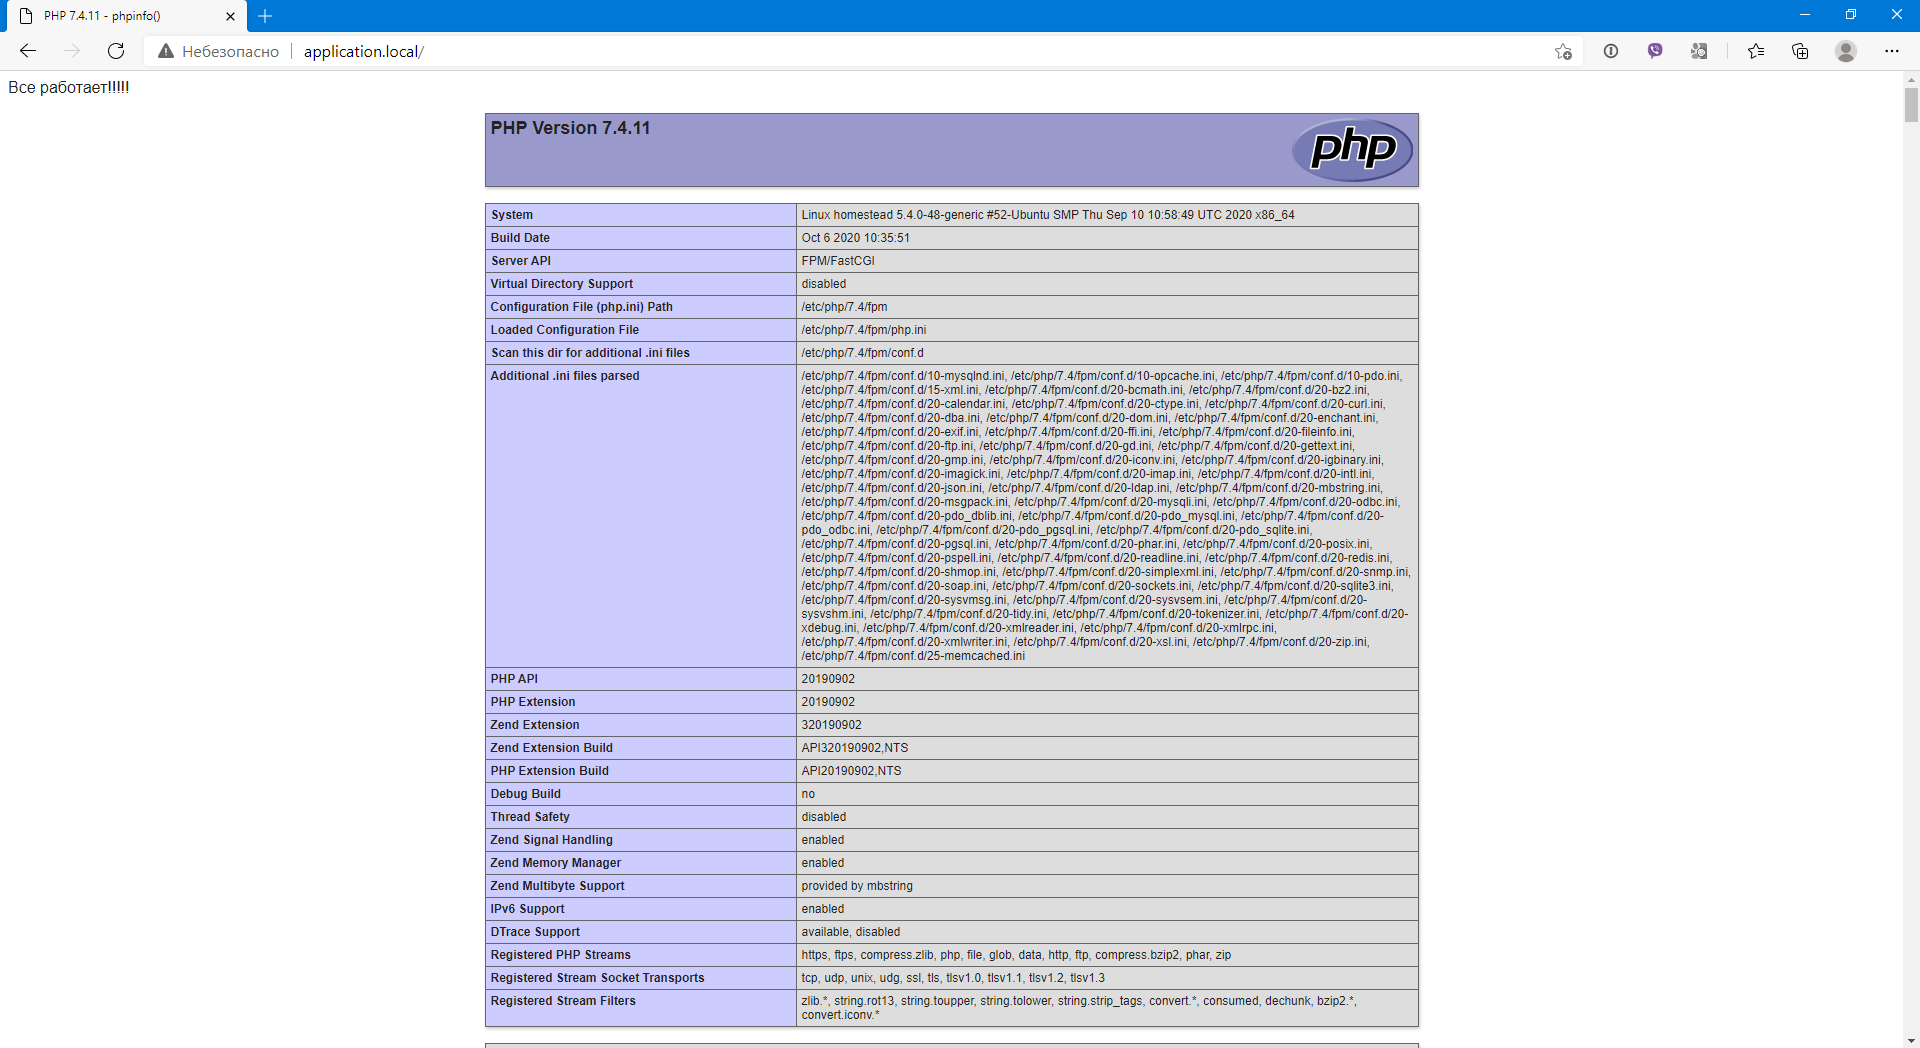 PHP 7.4.11 - phpinfo()
Небезопасно
application.local/
Все работает!!!!!
PHP Version 7.4.11
php
System Linux homestead 5.4.0-48-generic #52-Ubuntu SMP Thu Sep 10 10:58:49 UTC 2020 x86_64
Build Date Oct 6 2020 10:35:51
Server API FPM/FastCGI
Virtual Directory Support disabled
Configuration File (php.ini) Path /etc/php/7.4/fpm
Loaded Configuration File /etc/php/7.4/fpm/php.ini
Scan this dir for additional .ini files /etc/php/7.4/fpm/conf.d
Additional .ini files parsed /etc/php/7.4/fpm/conf.d/10-mysqlnd.ini, /etc/php/7.4/fpm/conf.d/10-opcache.ini, /etc/php/7.4/fpm/conf.d/10-pdo.ini,
/etc/php/7.4/fpm/conf.d/15-xml.ini, /etc/php/7.4/fpm/conf.d/20-bcmath.ini, /etc/php/7.4/fpm/conf.d/20-bz2.ini,
/etc/php/7.4/fpm/conf.d/20-calendar.ini, /etc/php/7.4/fpm/conf.d/20-ctype.ini, /etc/php/7.4/fpm/conf.d/20-curl.ini,
/etc/php/7.4/fpm/conf.d/20-dba.ini, /etc/php/7.4/fpm/conf.d/20-dom.ini, /etc/php/7.4/fpm/conf.d/20-enchant.ini,
/etc/php/7.4/fpm/conf.d/20-exif.ini, /etc/php/7.4/fpm/conf.d/20-ffi.ini, /etc/php/7.4/fpm/conf.d/20-fileinfo.ini,
/etc/php/7.4/fpm/conf.d/20-ftp.ini, /etc/php/7.4/fpm/conf.d/20-gd.ini, /etc/php/7.4/fpm/conf.d/20-gettext.ini,
/etc/php/7.4/fpm/conf.d/20-gmp.ini, /etc/php/7.4/fpm/conf.d/20-iconv.ini, /etc/php/7.4/fpm/conf.d/20-igbinary.ini,
/etc/php/7.4/fpm/conf.d/20-imagick.ini, /etc/php/7.4/fpm/conf.d/20-imap.ini, /etc/php/7.4/fpm/conf.d/20-intl.ini,
/etc/php/7.4/fpm/conf.d/20-json.ini, /etc/php/7.4/fpm/conf.d/20-ldap.ini, /etc/php/7.4/fpm/conf.d/20-mbstring.ini,
/etc/php/7.4/fpm/conf.d/20-msgpack.ini, /etc/php/7.4/fpm/conf.d/20-mysqli.ini, /etc/php/7.4/fpm/conf.d/20-odbc.ini,
/etc/php/7.4/fpm/conf.d/20-pdo_dblib.ini, /etc/php/7.4/fpm/conf.d/20-pdo_mysql.ini, /etc/php/7.4/fpm/conf.d/20-
pdo_odbc.ini, /etc/php/7.4/fpm/conf.d/20-pdo_pgsql.ini, /etc/php/7.4/fpm/conf.d/20-pdo_sqlite.ini,
/etc/php/7.4/fpm/conf.d/20-pgsql.ini, /etc/php/7.4/fpm/conf.d/20-phar.ini, /etc/php/7.4/fpm/conf.d/20-posix.ini,
/etc/php/7.4/fpm/conf.d/20-pspell.ini, /etc/php/7.4/fpm/conf.d/20-readline.ini, /etc/php/7.4/fpm/conf.d/20-redis.ini,
/etc/php/7.4/fpm/conf.d/20-shmop.ini, /etc/php/7.4/fpm/conf.d/20-simplexml.ini, /etc/php/7.4/fpm/conf.d/20-snmp.ini,
/etc/php/7.4/fpm/conf.d/20-soap.ini, /etc/php/7.4/fpm/conf.d/20-sockets.ini, /etc/php/7.4/fpm/conf.d/20-sqlite3.ini,
/etc/php/7.4/fpm/conf.d/20-sysvmsg.ini, /etc/php/7.4/fpm/conf.d/20-sysvsem.ini, /etc/php/7.4/fpm/conf.d/20-
sysvshm.ini, /etc/php/7.4/fpm/conf.d/20-tidy.ini, /etc/php/7.4/fpm/conf.d/20-tokenizer.ini, /etc/php/7.4/fpm/conf.d/20-
xdebug.ini, /etc/php/7.4/fpm/conf.d/20-xmlreader.ini, /etc/php/7.4/fpm/conf.d/20-xmlrpc.ini,
/etc/php/7.4/fpm/conf.d/20-xmlwriter.ini, /etc/php/7.4/fpm/conf.d/20-xsl.ini, /etc/php/7.4/fpm/conf.d/20-zip.ini,
/etc/php/7.4/fpm/conf.d/25-memcached.ini
PHP API 20190902
PHP Extension 20190902
Zend Extension 320190902
Zend Extension Build API320190902,NTS
PHP Extension Build API20190902,NTS
Debug Build no
Thread Safety disabled
Zend Signal Handling enabled
Zend Memory Manager enabled
Zend Multibyte Support provided by mbstring
IPv6 Support enabled
DTrace Support available, disabled
Registered PHP Streams https, ftps, compress.zlib, php, file, glob, data, http, ftp, compress.bzip2, phar, zip
Registered Stream Socket Transports tcp, udp, unix, udg, ssl, tls, tlsv1.0, tlsv1.1, tlsv1.2, tlsv1.3
Registered Stream Filters zlib.*, string.rot13, string.toupper, string.tolower, string.strip_tags, convert.*, consumed, dechunk, bzip2.*,
convert.iconv.*